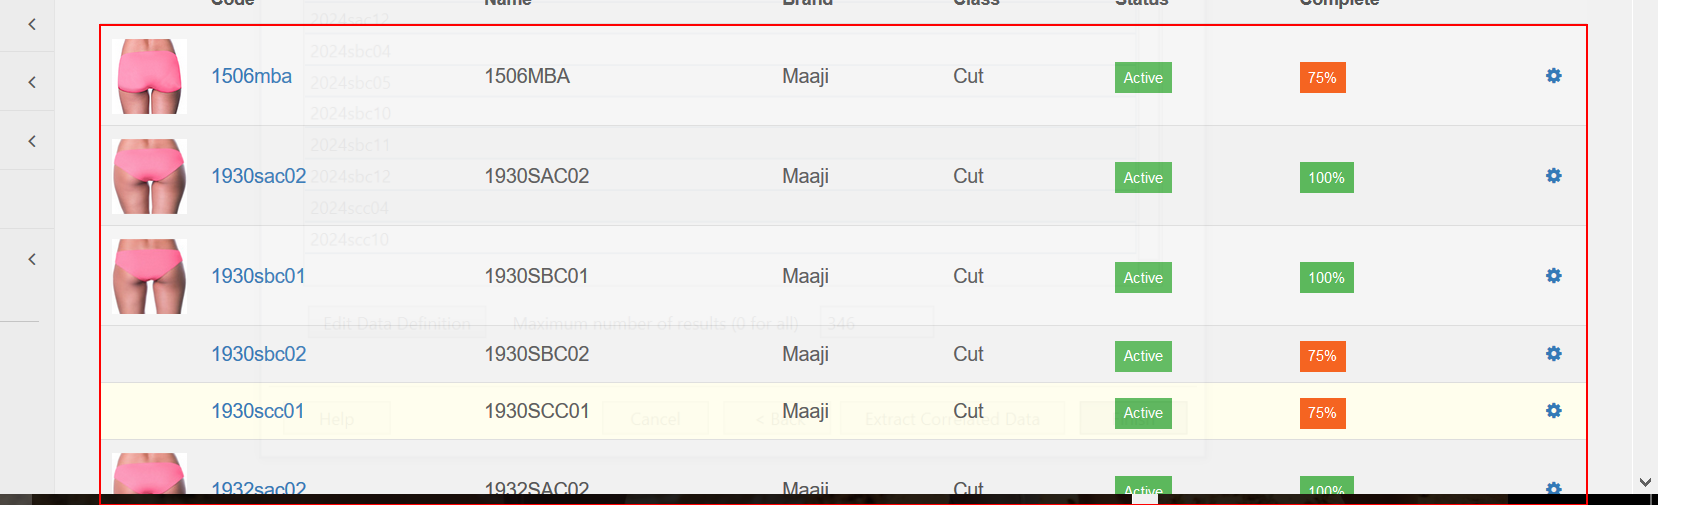 Code Name Brand Class Status Complete
2024sac12
2024sbc04
1506mba 1506MBA Maaji Cut Active 75%
2024sbc05
2024sbc10
2024sbc11
1930sac02 2024sbc12 1930SAC02 Maaji Cut Active 100%
2024scc04
2024scc10
1930sbc01 1930SBC01 Maaji Cut Active 100%
Edit Data Definition Maximum number of results (0 for all) 346
1930sbc02 1930SBC02 Maaji Cut Active 75%
1930scc01 1930SCC01 Maaji Cut Active 75%
Help Cancel < Back Extract Correlated Data
1932sac02 1932SAC02 Maaji Cut Active 100%